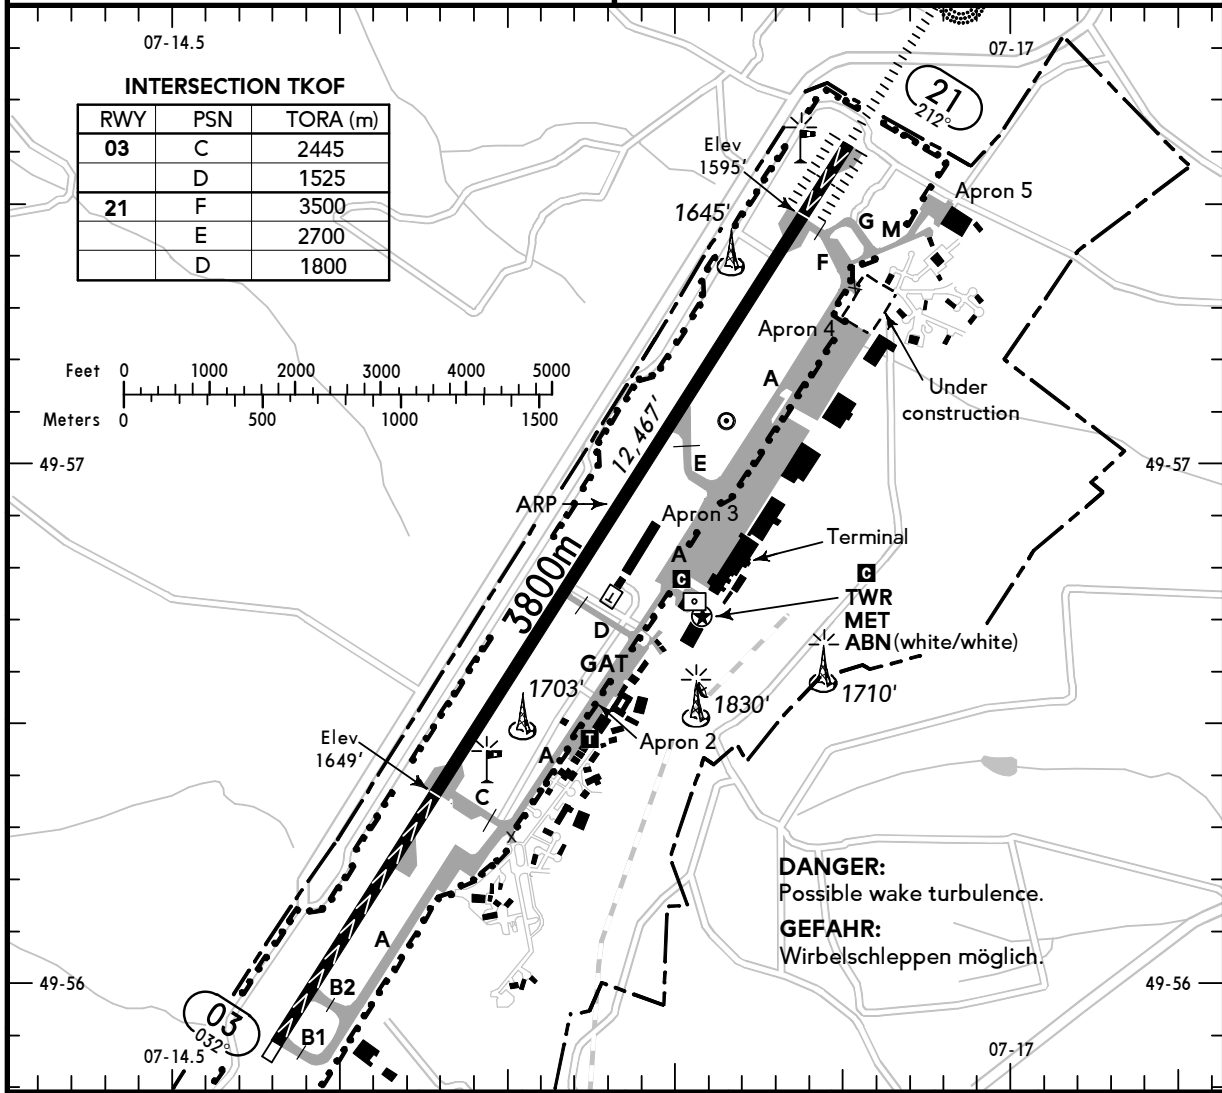 07-14.5
07-17
INTERSECTION TKOF
RWY PSN TORA (m)
03 C 2445
D 1525
21 F 3500
E 2700
D 1800
21
212°
Elev
1595'
Apron 5
1645'
G
M
F
Apron 4
Feet 0 1000 2000 3000 4000 5000
Meters 0 500 1000 1500
A
Under
construction
12,467'
49-57
49-57
E
ARP
Apron 3
Terminal
3800m
A
C
C
TWR
MET
ABN (white/white)
D
GAT
1703'
1830'
1710'
Elev
1649'
T
Apron 2
A
C
x
DANGER:
Possible wake turbulence.
GEFAHR:
Wirbelschleppen möglich.
A
49-56
49-56
B2
03
032°
B1
07-14.5
07-17